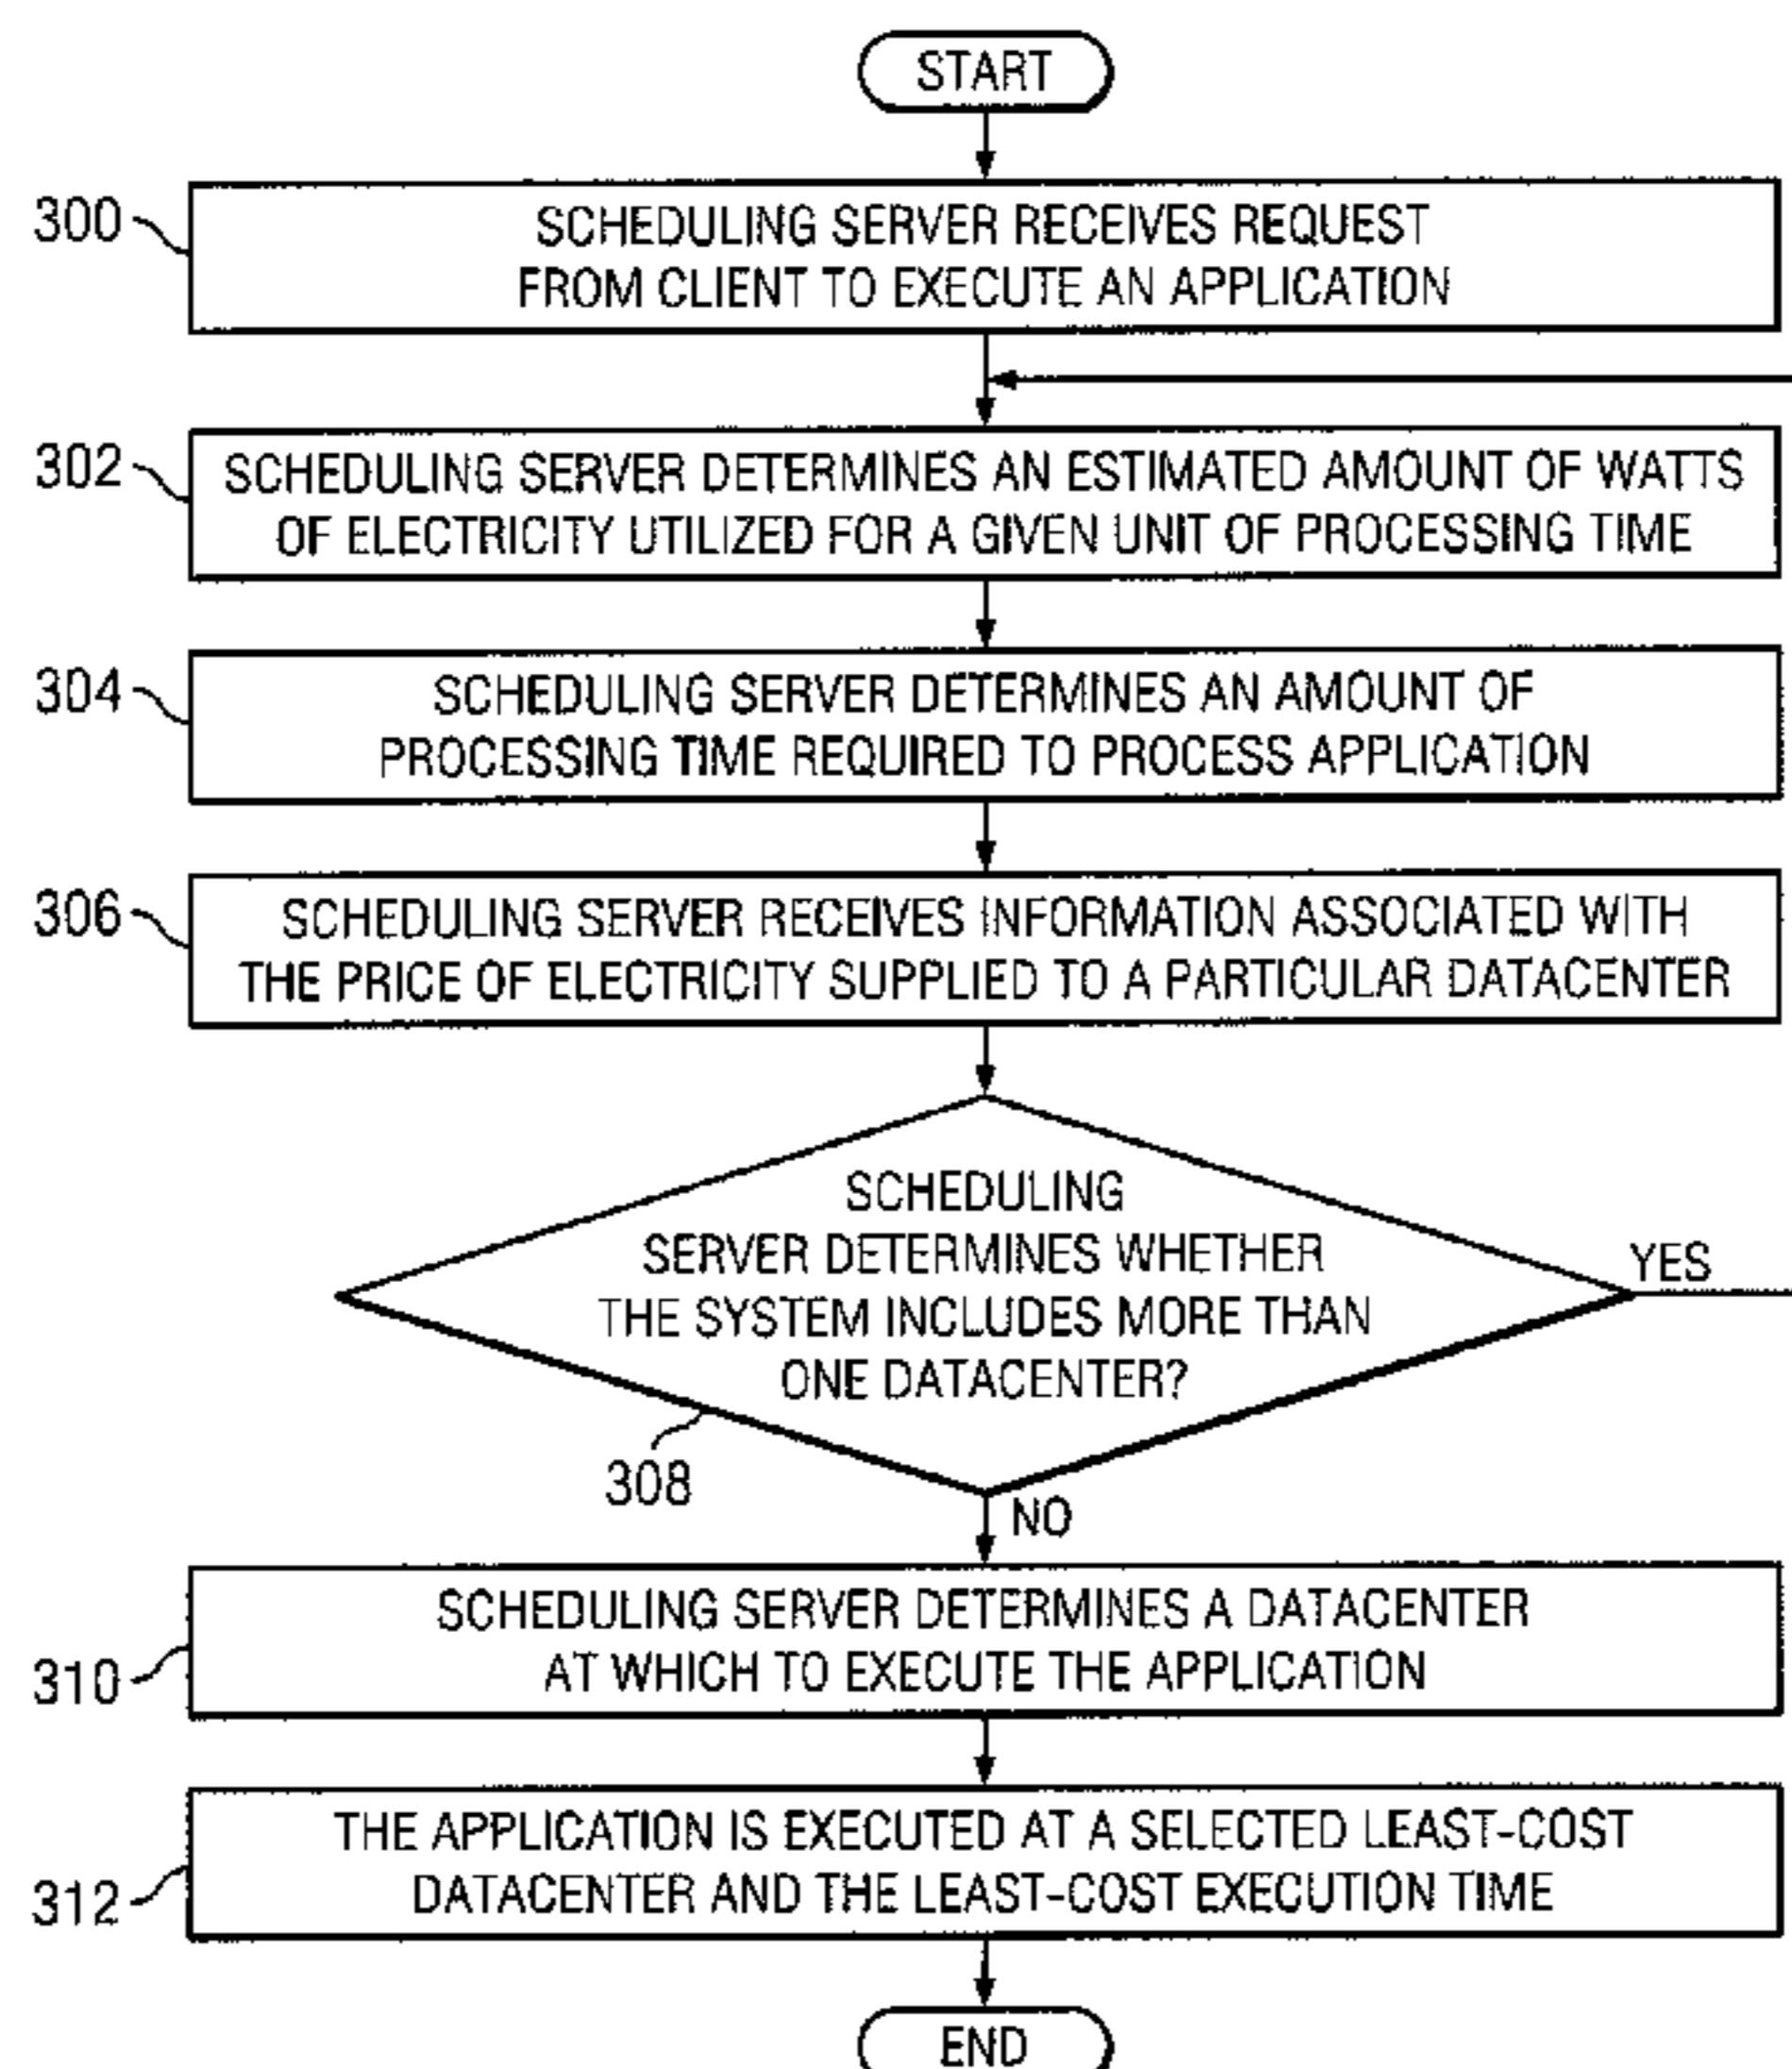 START
300
SCHEDULING SERVER RECEIVES REQUEST
FROM CLIENT TO EXECUTE AN APPLICATION
302
SCHEDULING SERVER DETERMINES AN ESTIMATED AMOUNT OF WATTS
OF ELECTRICITY UTILIZED FOR A GIVEN UNIT OF PROCESSING TIME
304
SCHEDULING SERVER DETERMINES AN AMOUNT OF
PROCESSING TIME REQUIRED TO PROCESS APPLICATION
306
SCHEDULING SERVER RECEIVES INFORMATION ASSOCIATED WITH
THE PRICE OF ELECTRICITY SUPPLIED TO A PARTICULAR DATACENTER
SCHEDULING
SERVER DETERMINES WHETHER
THE SYSTEM INCLUDES MORE THAN
ONE DATACENTER?
YES
308
NO
310
SCHEDULING SERVER DETERMINES A DATACENTER
AT WHICH TO EXECUTE THE APPLICATION
312
THE APPLICATION IS EXECUTED AT A SELECTED LEAST-COST
DATACENTER AND THE LEAST-COST EXECUTION TIME
END